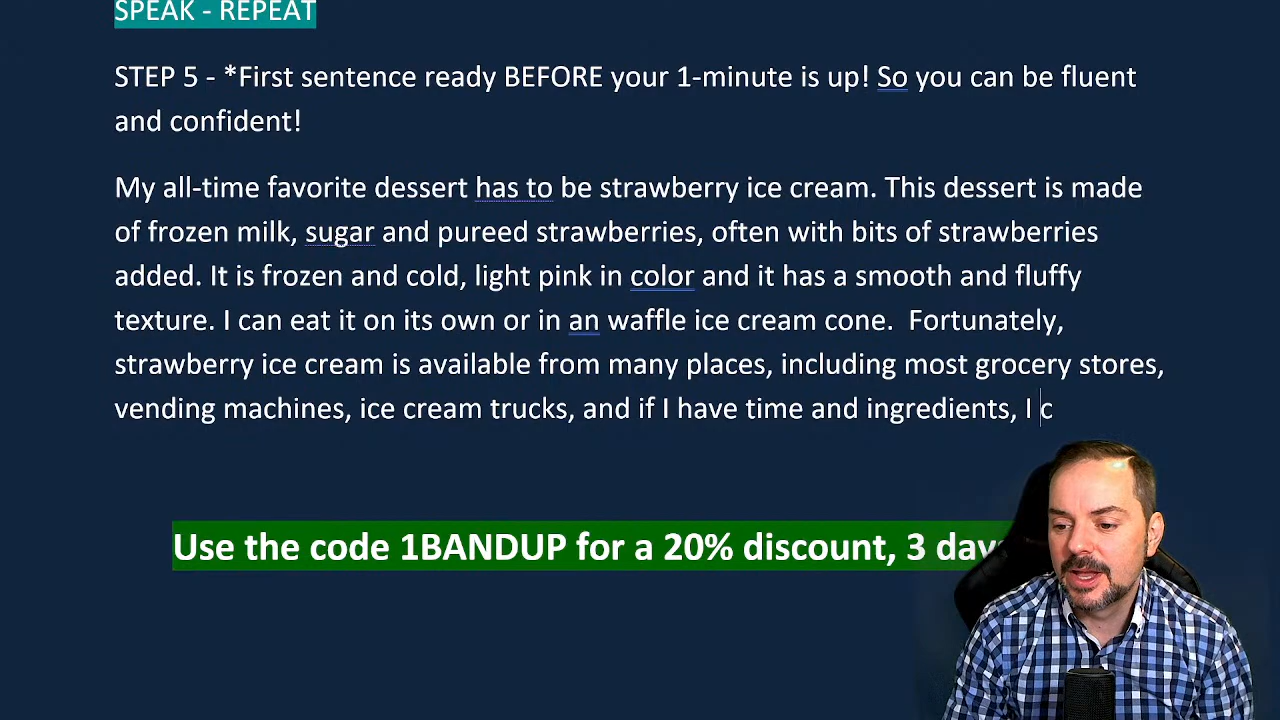 SPEAK - REPEAT
STEP 5 - *First sentence ready BEFORE your 1-minute is up! So you can be fluent
and confident!
My all-time favorite dessert has to be strawberry ice cream. This dessert is made
of frozen milk, sugar and pureed strawberries, often with bits of strawberries
added. It is frozen and cold, light pink in color and it has a smooth and fluffy
texture. I can eat it on its own or in an waffle ice cream cone.  Fortunately,
strawberry ice cream is available from many places, including most grocery stores,
vending machines, ice cream trucks, and if I have time and ingredients, I c
Use the code 1BANDUP for a 20% discount, 3 days